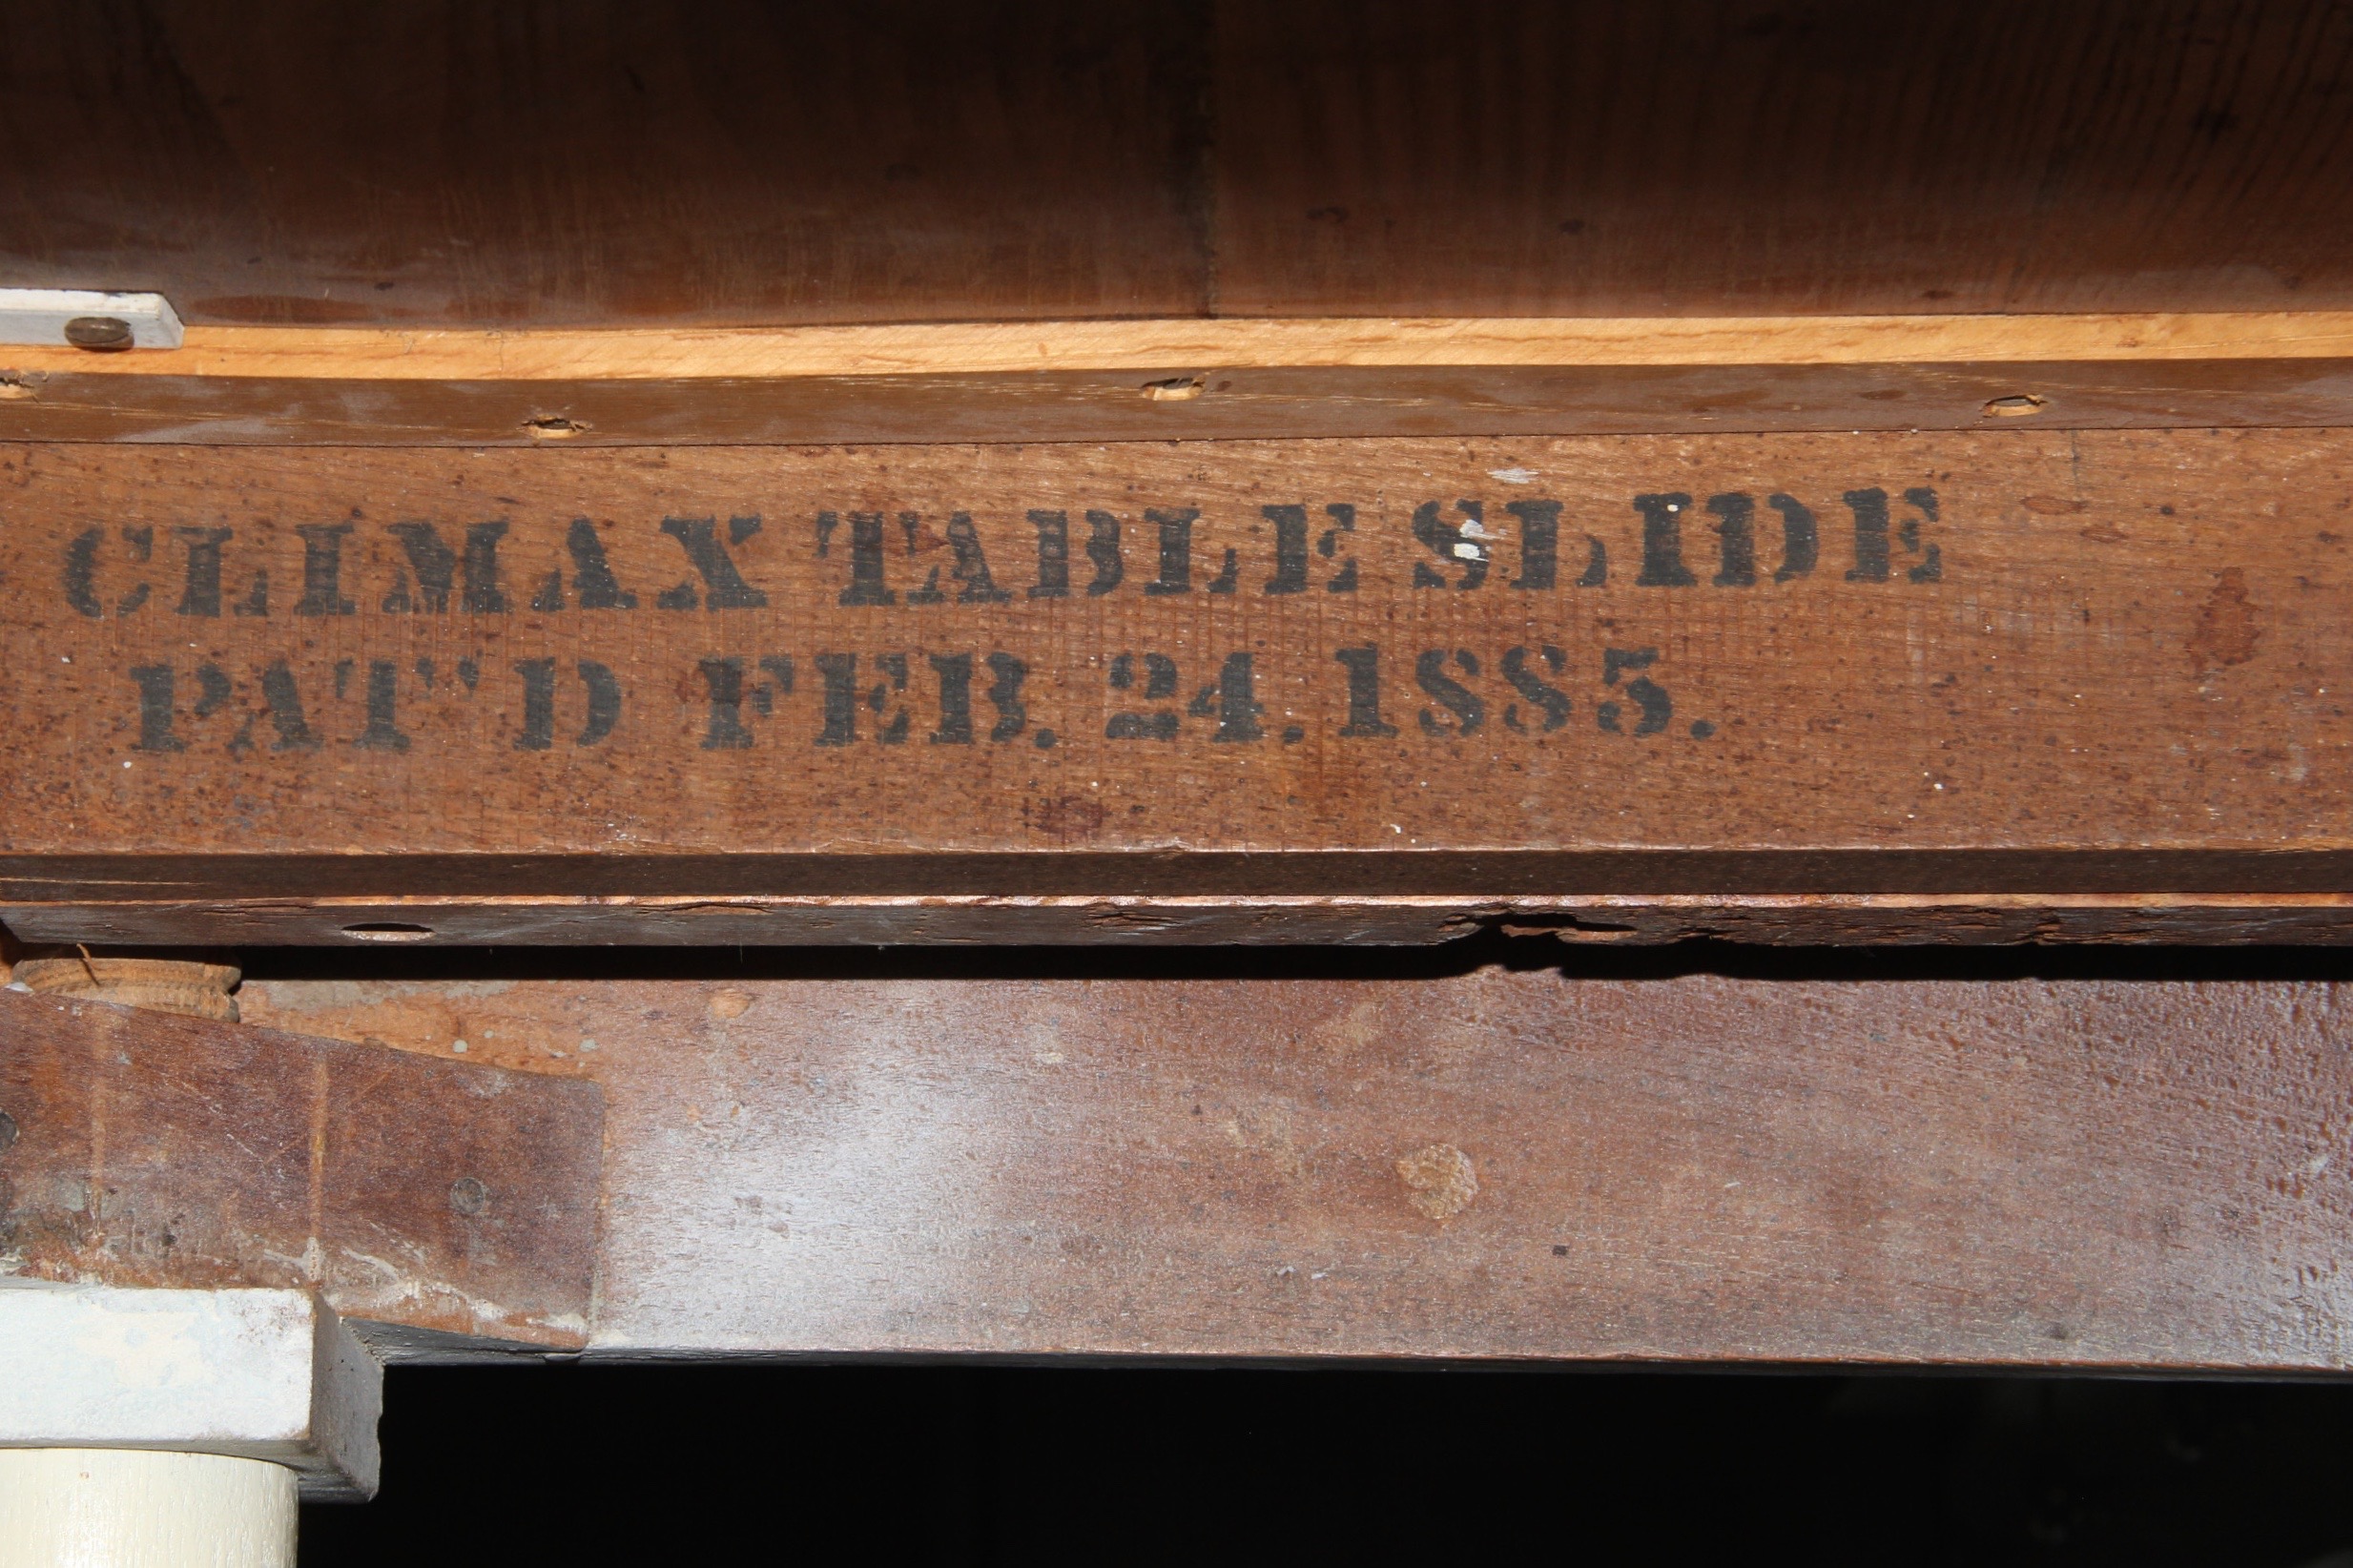 CLIMAX TABLE SLIDE
PAT'D FEB. 24. 1885.